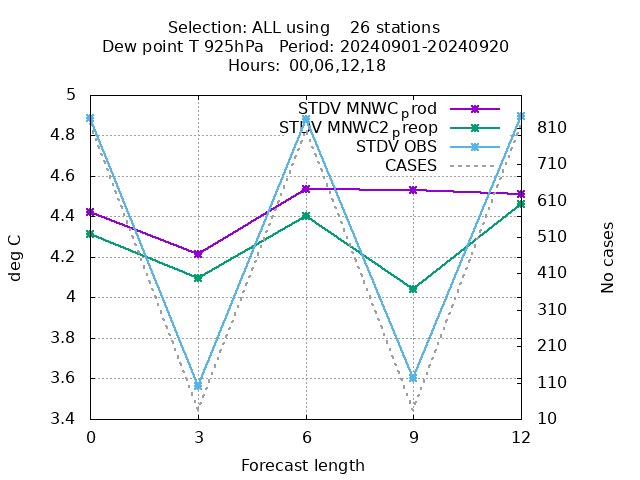 Selection: ALL using    26 stations
Dew point T 925hPa   Period: 20240901-20240920
Hours: 00,06,12,18
STDV MNWC_prod
STDV MNWC2_preop
STDV OBS
CASES
deg C
5
4.8
4.6
4.4
4.2
4
3.8
3.6
3.4
No cases
810
710
610
510
410
310
210
110
10
0 3 6 9 12
Forecast length